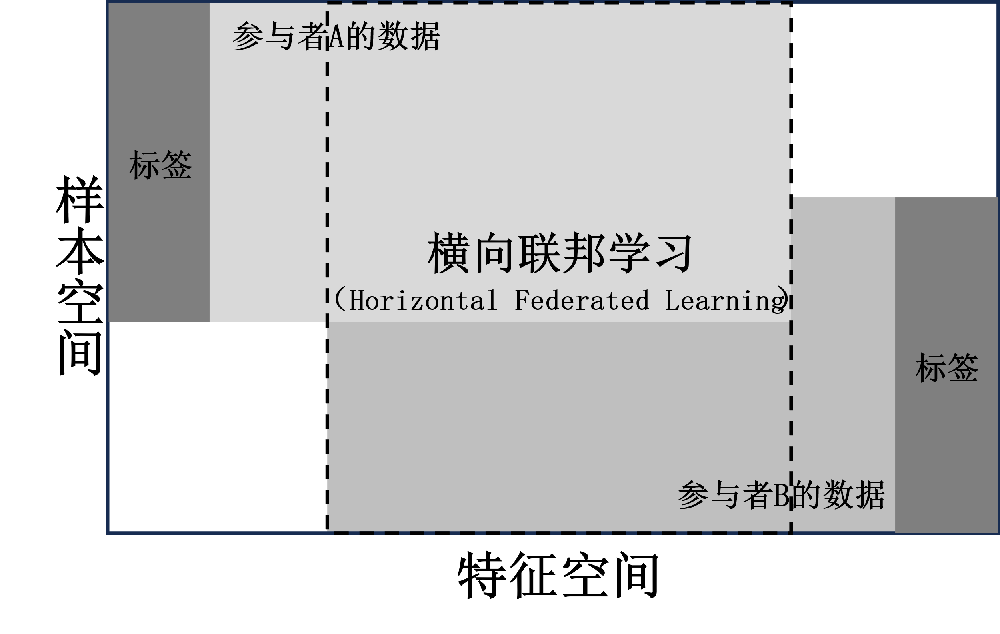 参与者A的数据
标签
样本空间
横向联邦学习
（Horizontal Federated Learning）
标签
参与者B的数据
特征空间